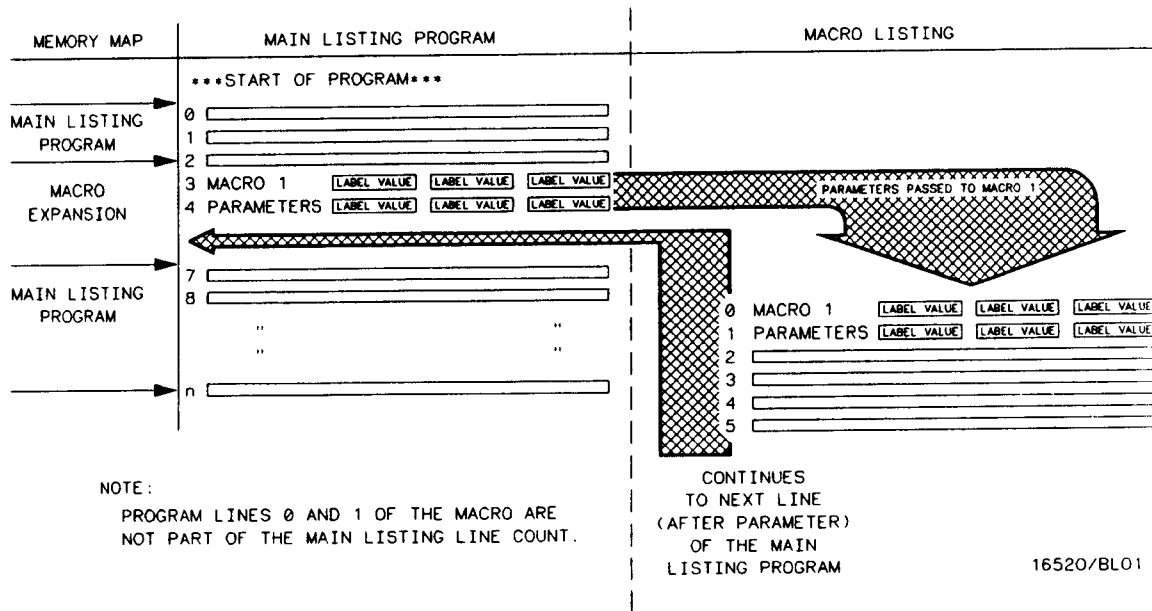 MEMORY MAP MAIN LISTING PROGRAM MACRO LISTING
***START OF PROGRAM***
MAIN LISTING
PROGRAM
MACRO
EXPANSION
MAIN LISTING
PROGRAM
0
1
2
3 MACRO 1 LABEL VALUE LABEL VALUE LABEL VALUE
4 PARAMETERS LABEL VALUE LABEL VALUE LABEL VALUE
7
8
" "
" "
n
PARAMETERS PASSED TO MACRO 1
0 MACRO 1 LABEL VALUE LABEL VALUE LABEL VALUE
1 PARAMETERS LABEL VALUE LABEL VALUE LABEL VALUE
2
3
4
5
NOTE:
PROGRAM LINES 0 AND 1 OF THE MACRO ARE
NOT PART OF THE MAIN LISTING LINE COUNT.
CONTINUES
TO NEXT LINE
(AFTER PARAMETER)
OF THE MAIN
LISTING PROGRAM
16520/BL01